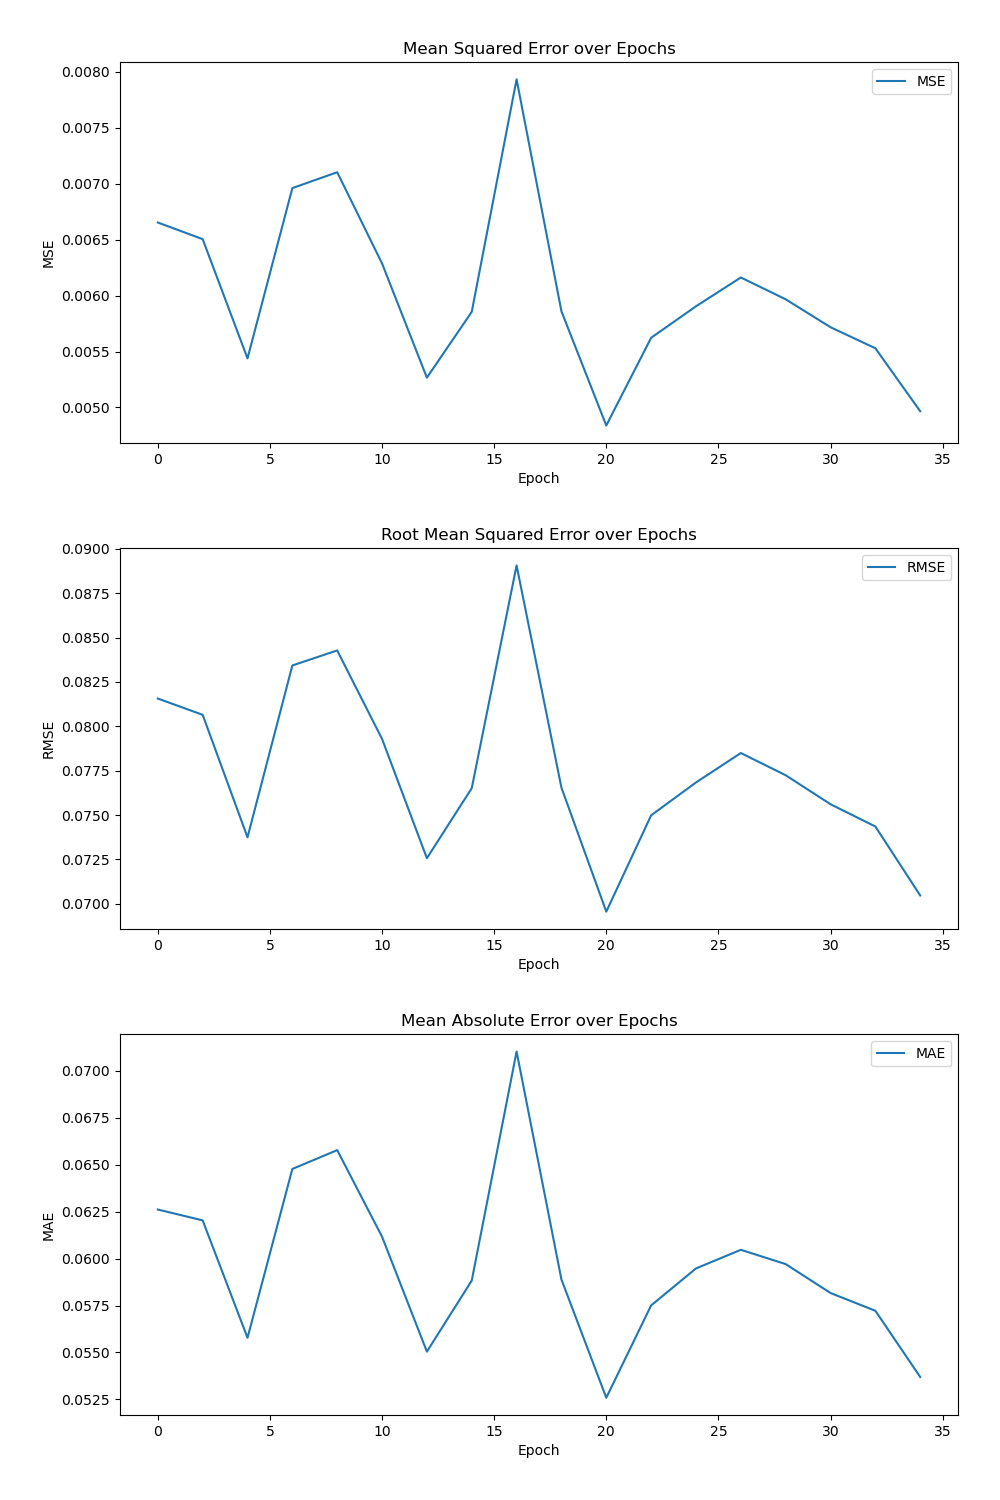 Mean Squared Error over Epochs
MSE
0.0080
0.0075
0.0070
0.0065
0.0060
0.0055
0.0050
MSE
0 5 10 15 20 25 30 35
Epoch
Root Mean Squared Error over Epochs
RMSE
0.0900
0.0875
0.0850
0.0825
0.0800
0.0775
0.0750
0.0725
0.0700
RMSE
0 5 10 15 20 25 30 35
Epoch
Mean Absolute Error over Epochs
MAE
0.0700
0.0675
0.0650
0.0625
0.0600
0.0575
0.0550
0.0525
MAE
0 5 10 15 20 25 30 35
Epoch